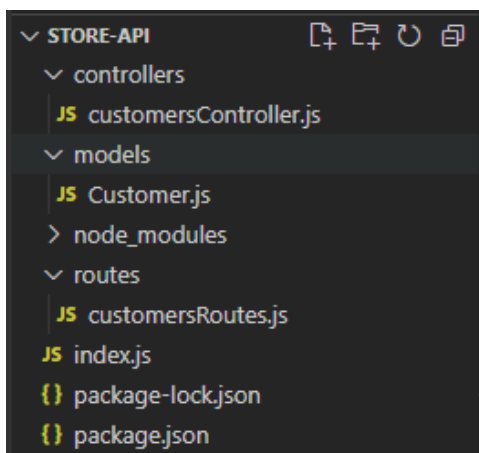 STORE-API
controllers
JS customersController.js
models
JS Customer.js
node_modules
routes
JS customersRoutes.js
JS index.js
{} package-lock.json
{} package.json